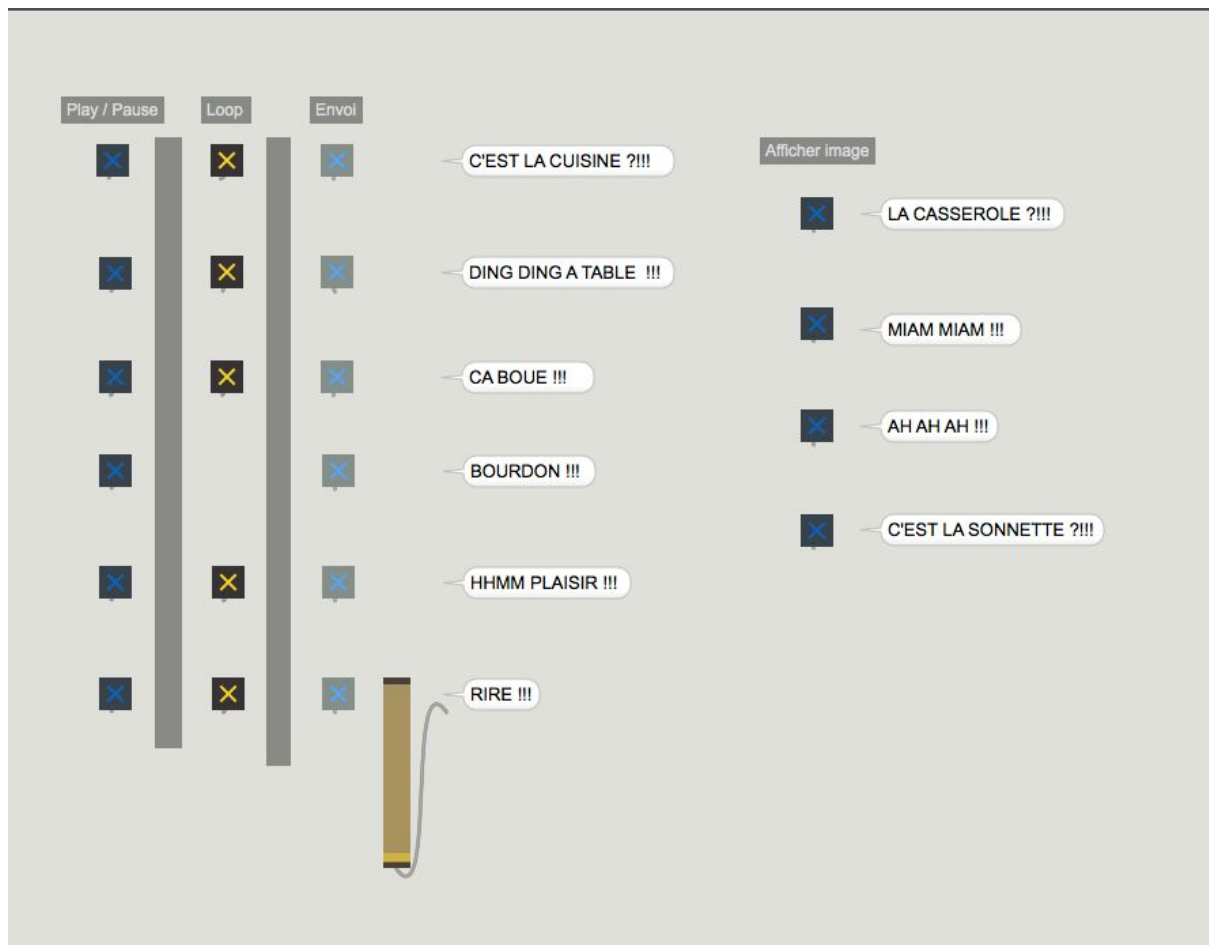 Play / Pause
Loop
Envoi
C'EST LA CUISINE ?!!!
DING DING A TABLE  !!!
CA BOUE !!!
BOURDON !!!
HHMM PLAISIR !!!
RIRE !!!
Afficher image
LA CASSEROLE ?!!!
MIAM MIAM !!!
AH AH AH !!!
C'EST LA SONNETTE ?!!!